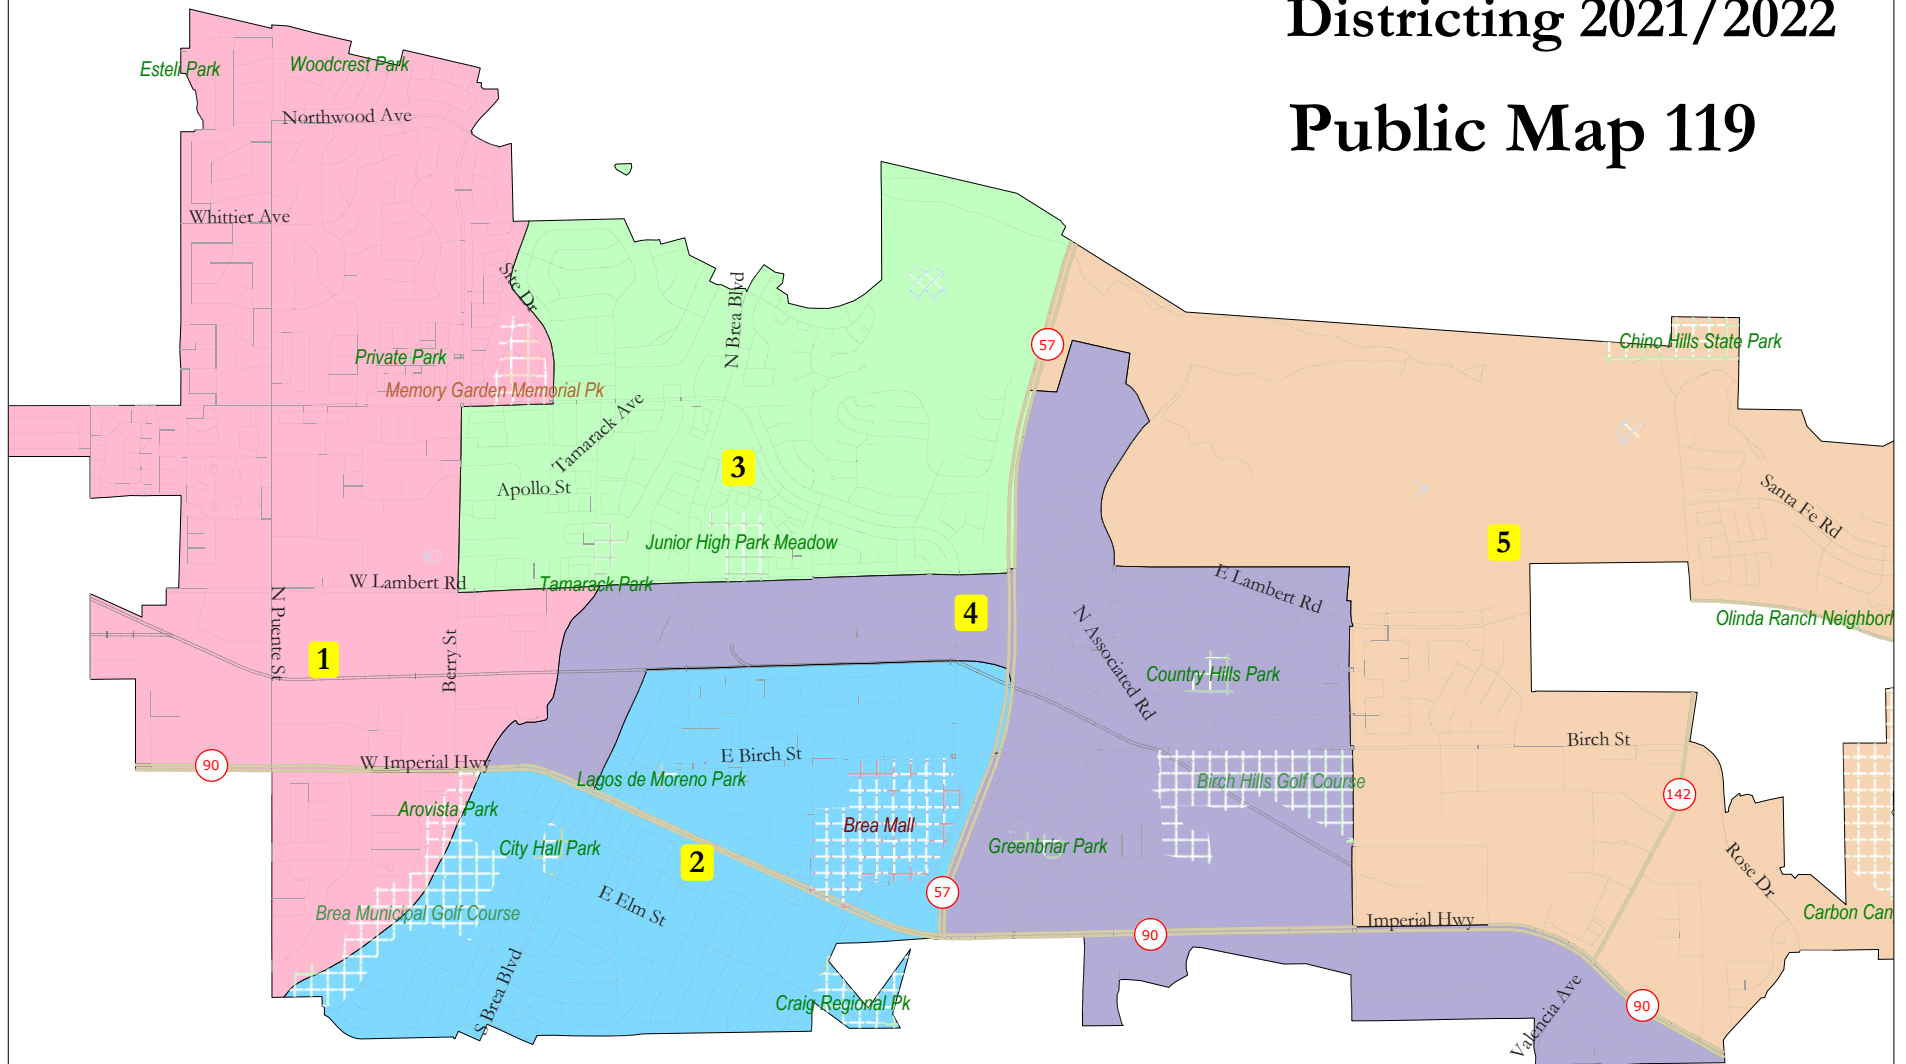 Districting 2021/2022
Public Map 119
Estell Park
Woodcrest Park
Northwood Ave
Whittier Ave
Site Dr
N Brea Blvd
57
Chino Hills State Park
Private Park
Memory Garden Memorial Pk
Tamarack Ave
3
Apollo St
Santa Fe Rd
Junior High Park Meadow
5
W Lambert Rd
Tamarack Park
E Lambert Rd
4
N Associated Rd
Olinda Ranch Neighborh
N Puente St
1
Berry St
Country Hills Park
W Imperial Hwy
90
E Birch St
Birch St
Lagos de Moreno Park
Birch Hills Golf Course
142
Arovista Park
Brea Mall
City Hall Park
2
Greenbriar Park
Rose Dr
57
E Elm St
Brea Municipal Golf Course
Imperial Hwy
Carbon Can
90
S Brea Blvd
Craig Regional Pk
Valencia Ave
90